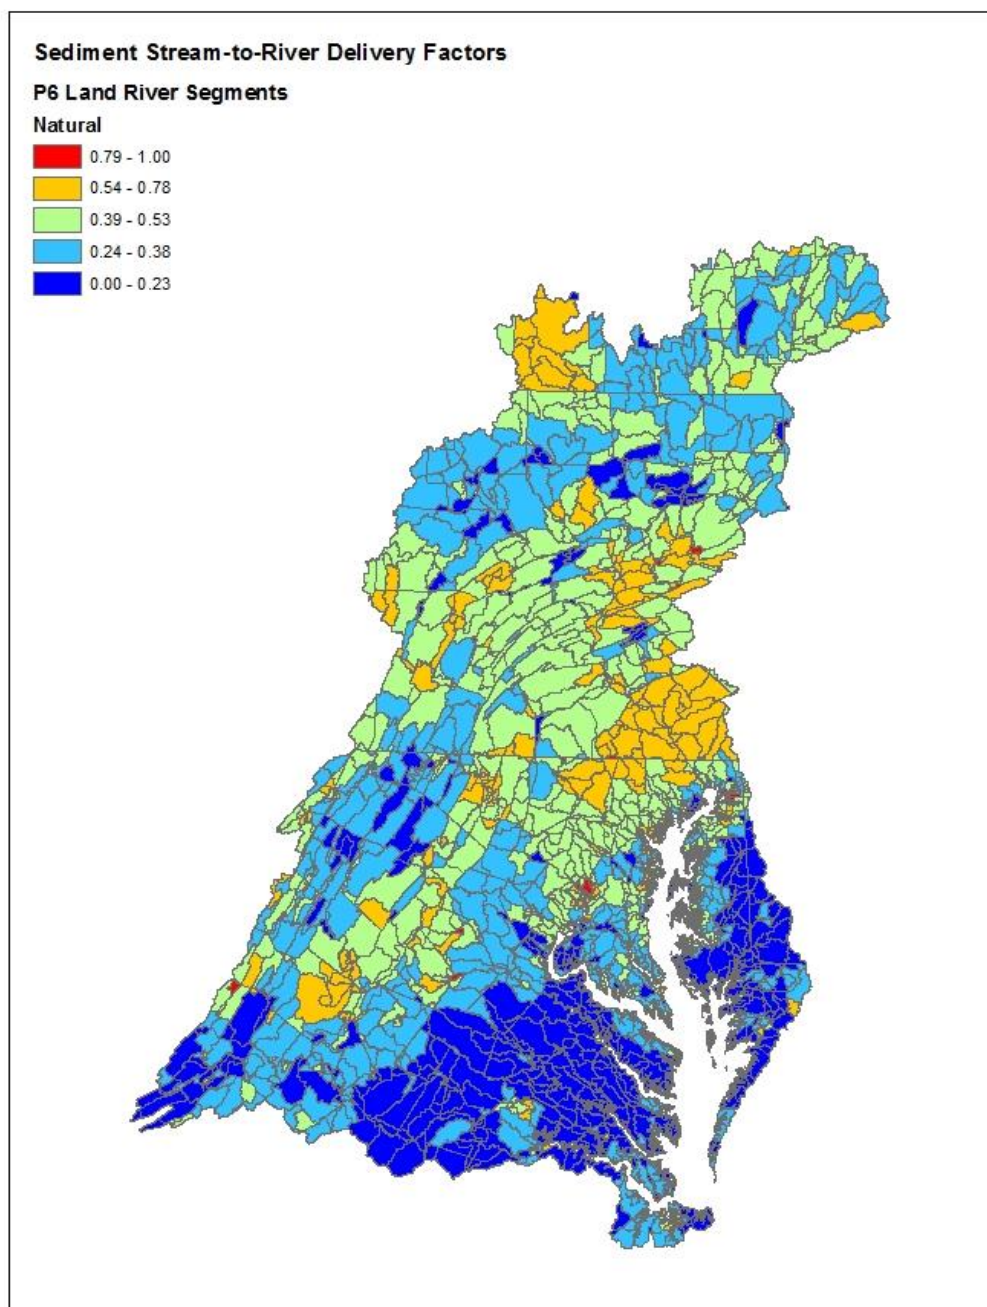 Sediment Stream-to-River Delivery Factors
P6 Land River Segments
Natural
0.79 - 1.00
0.54 - 0.78
0.39 - 0.53
0.24 - 0.38
0.00 - 0.23